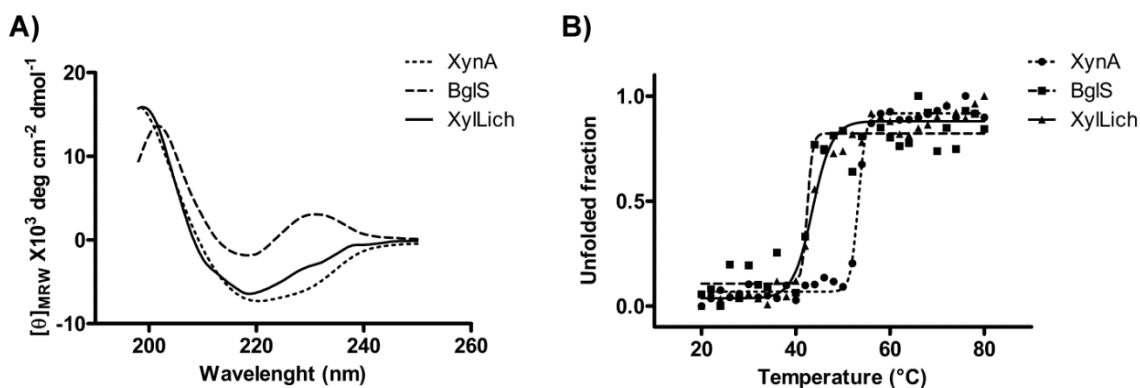 A)
XynA
BglS
XylLich
20
10
0
-10
200
220
240
260
[θ]MRW X10³ deg cm⁻² dmol⁻¹
Wavelenght (nm)
B)
XynA
BglS
XylLich
1.0
0.5
0.0
20
40
60
80
Unfolded fraction
Temperature (°C)